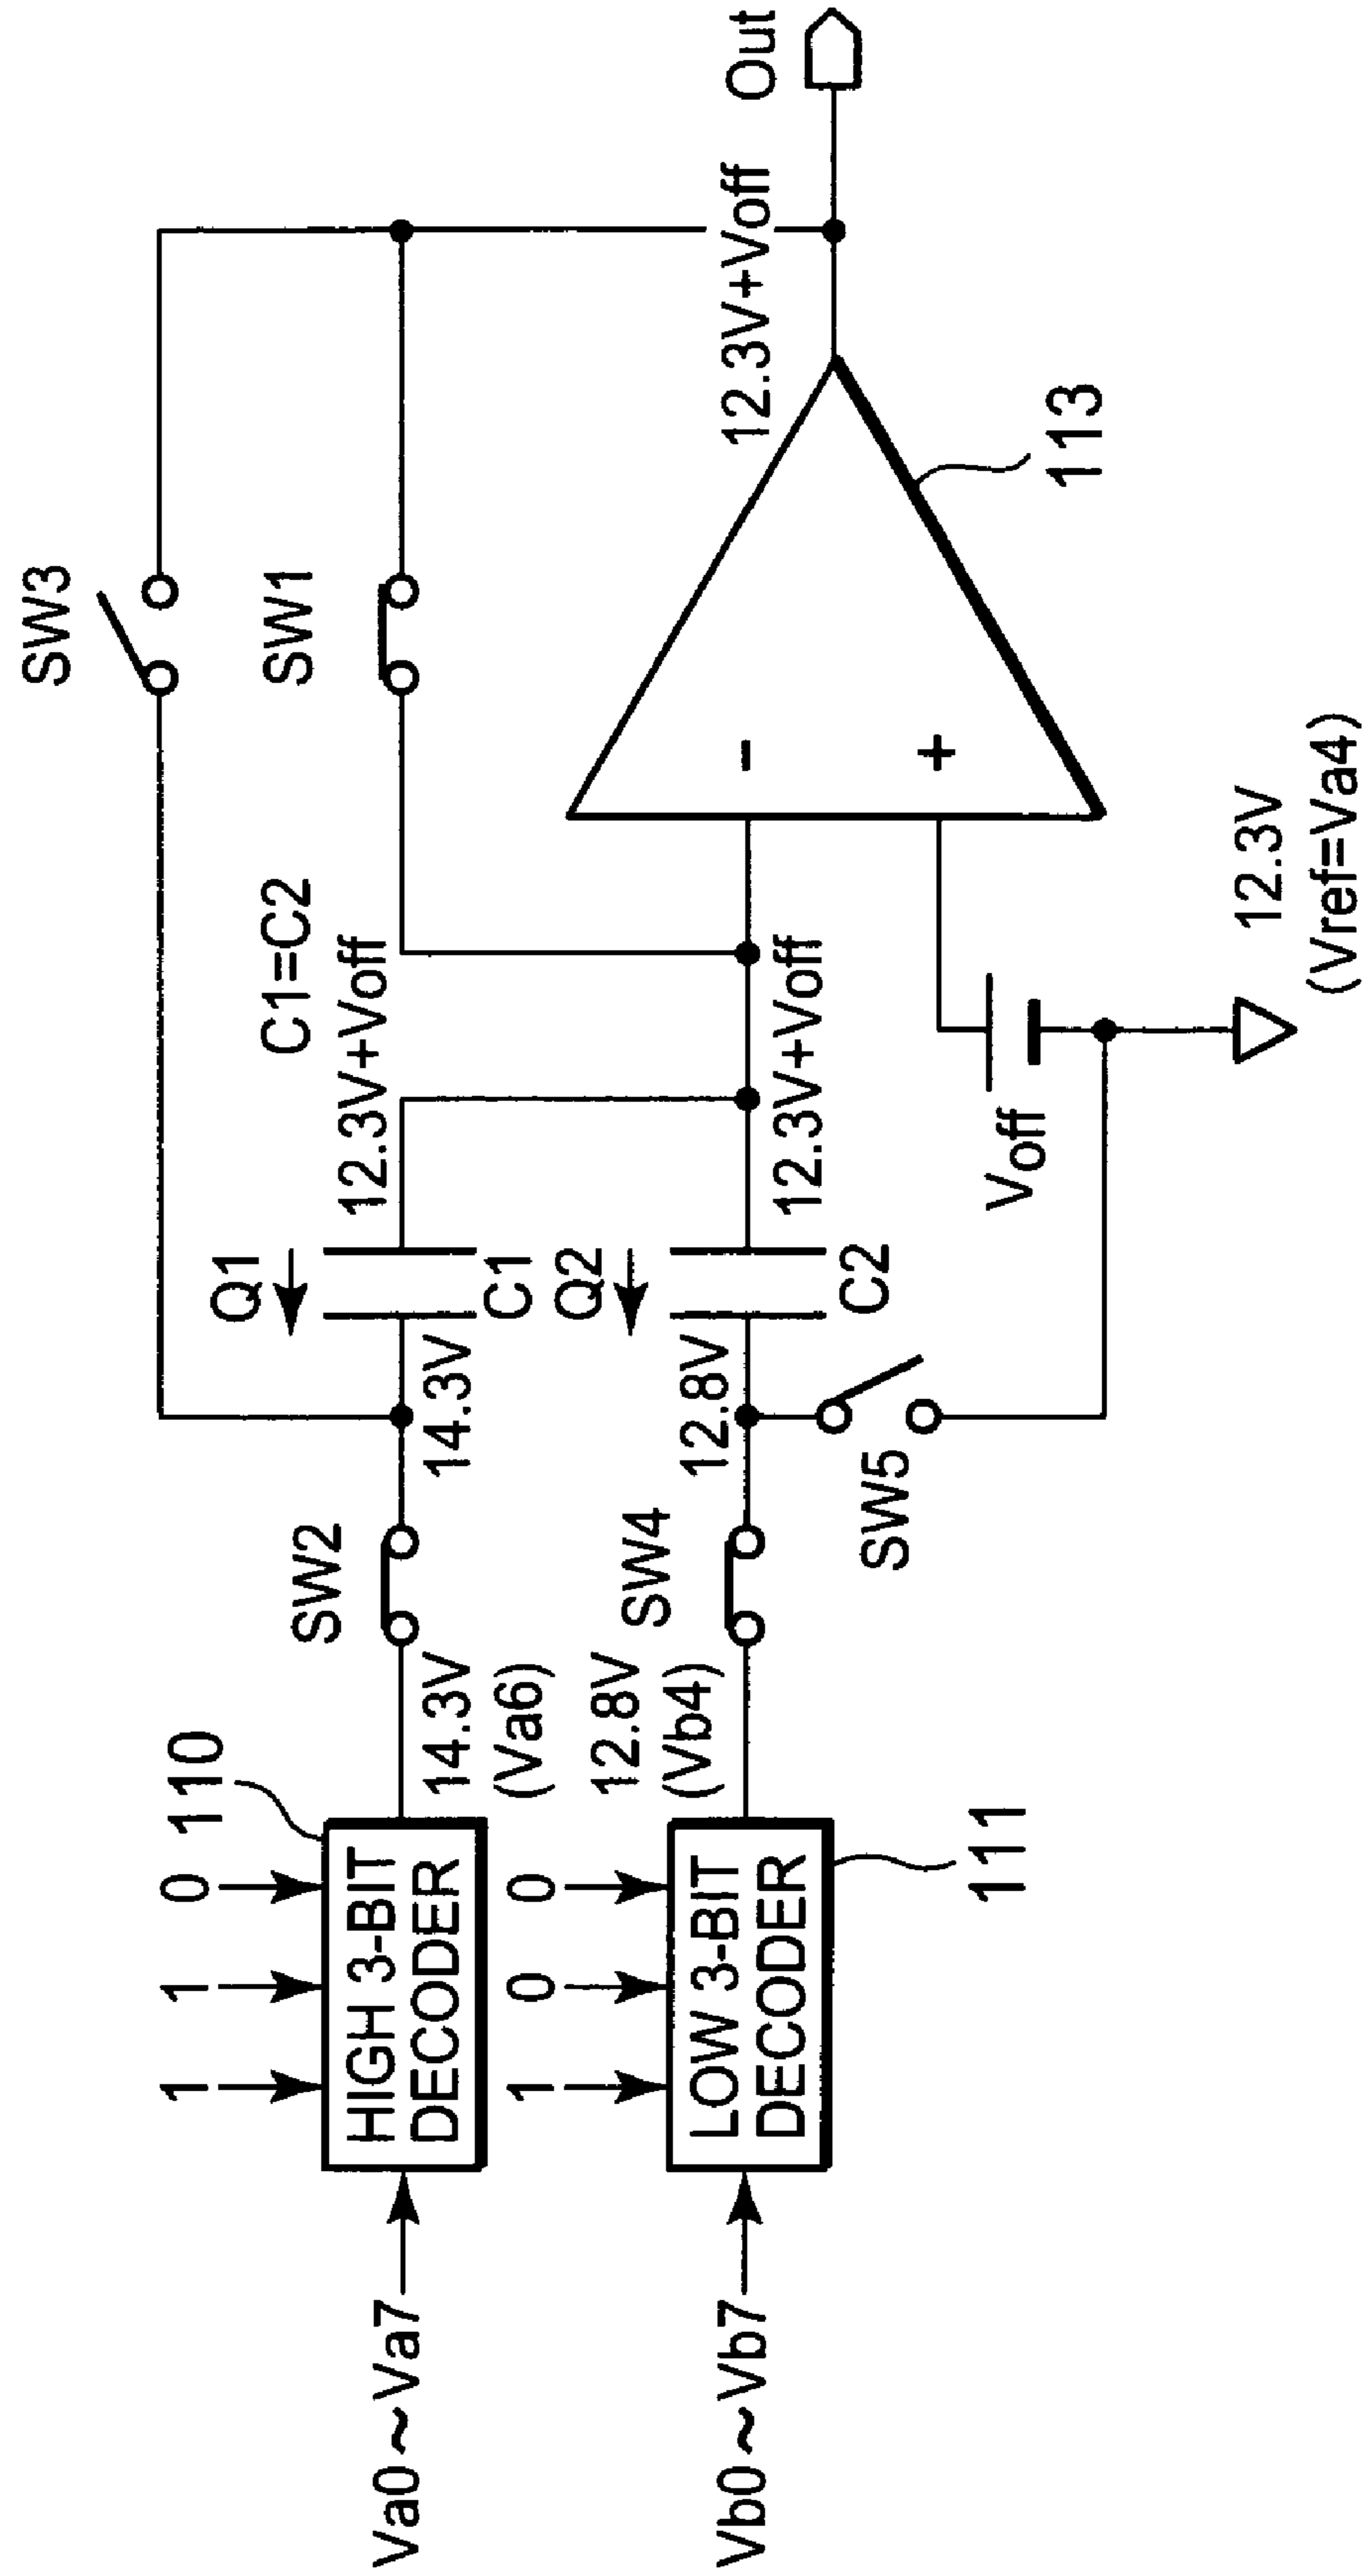 SW3
SW1
Out
C1=C2
12.3V+Voff
12.3V+Voff
12.3V+Voff
Q1
C1
14.3V
SW2
14.3V
(Va6)
110
1 1 0
HIGH 3-BIT
DECODER
Va0~Va7
Q2
C2
12.8V
SW4
12.8V
(Vb4)
1 0 0
LOW 3-BIT
DECODER
111
Vb0~Vb7
SW5
-
+
113
Voff
12.3V
(Vref=Va4)